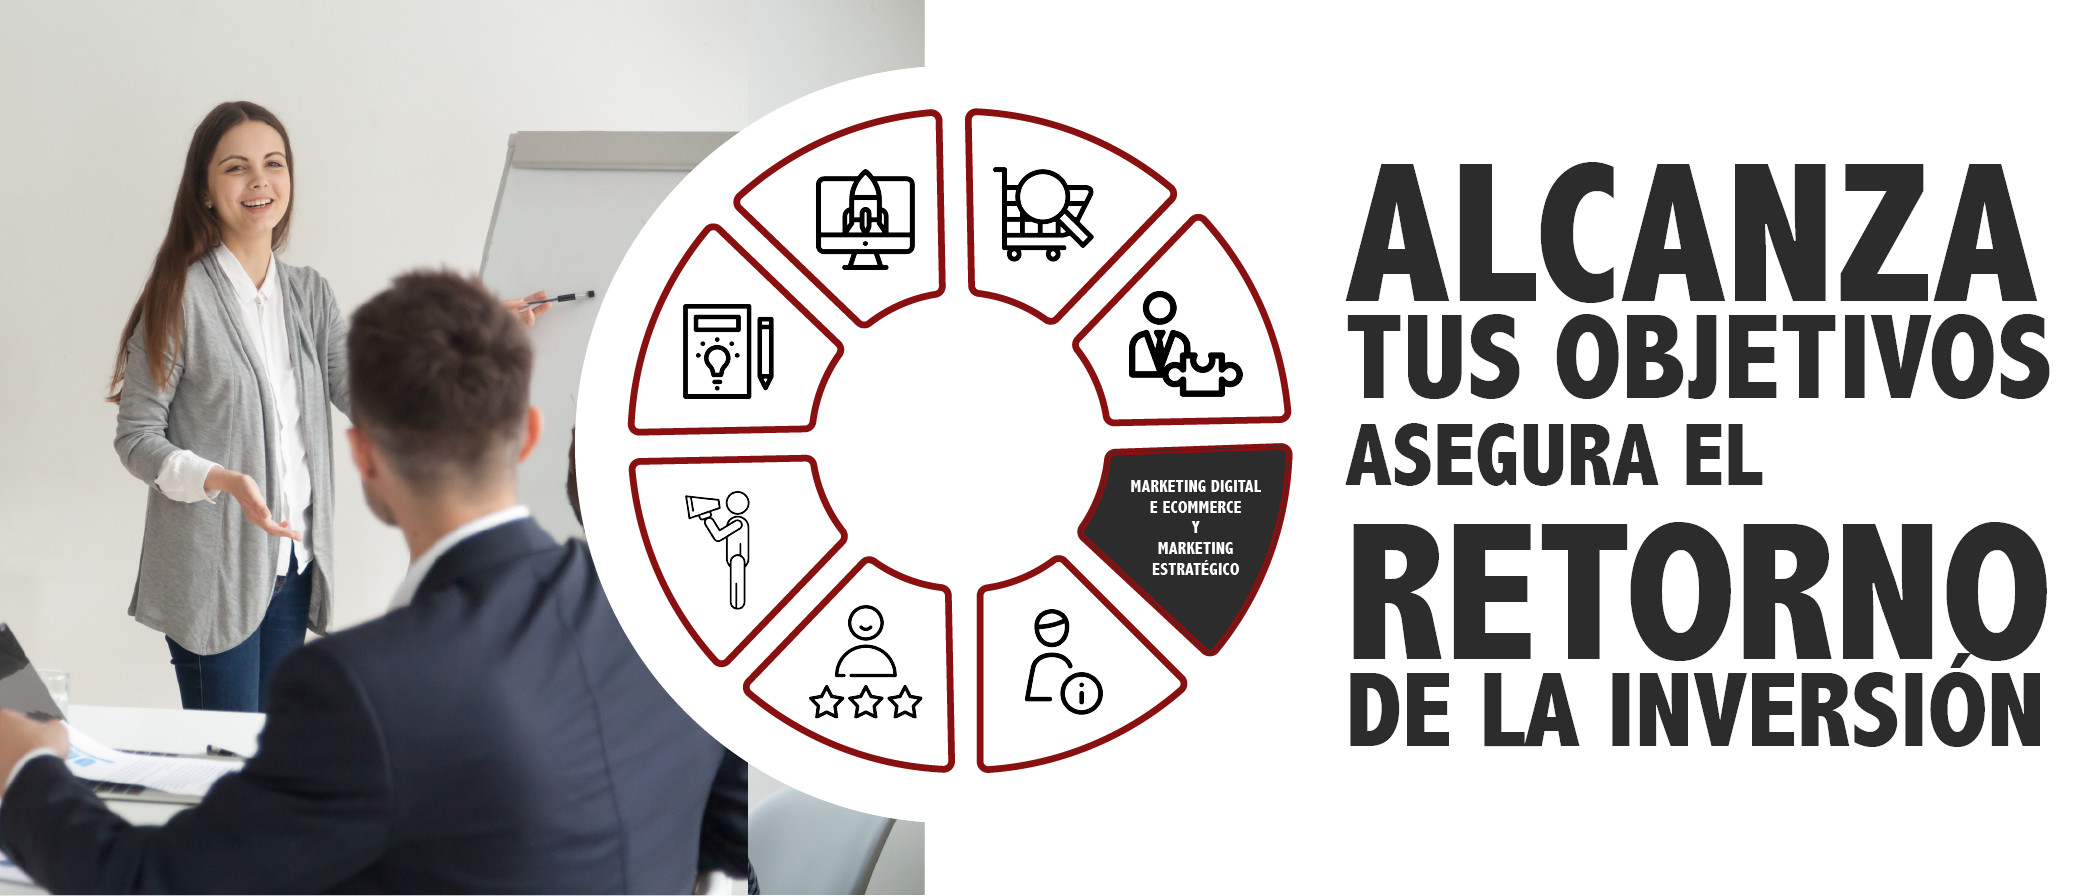 MARKETING DIGITAL
E ECOMMERCE
Y
MARKETING
ESTRATÉGICO
ALCANZA
TUS OBJETIVOS
ASEGURA EL
RETORNO
DE LA INVERSIÓN